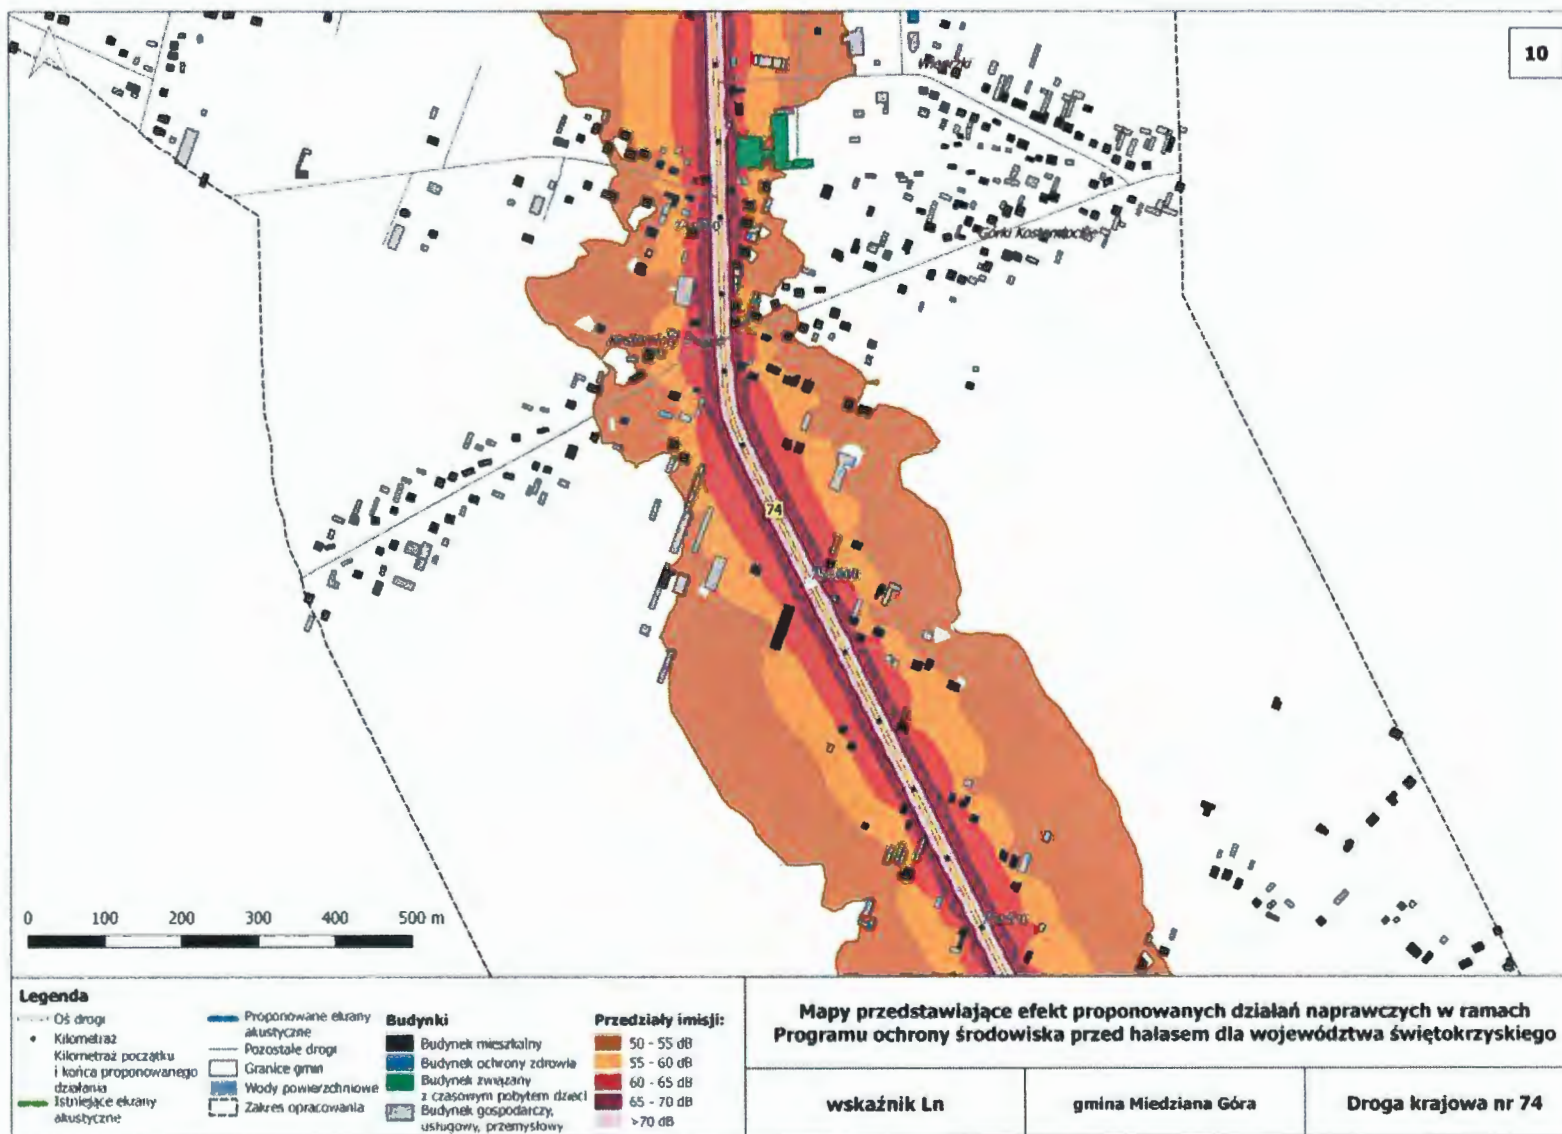 10
Górki Kostomłockie
74
0 100 200 300 400 500 m
Legenda
Oś drogi
Kilometraż
Kilometraż początku
i końca proponowanego
działania
Istniejące ekrany
akustyczne
Proponowane ekrany
akustyczne
Pozostałe drogi
Granice gmin
Wody powierzchniowe
Zakres opracowania
Budynki
Budynek mieszkalny
Budynek ochrony zdrowia
Budynek związany
z czasowym pobytem dzieci
Budynek gospodarczy,
usługowy, przemysłowy
Przedziały imisji:
50 - 55 dB
55 - 60 dB
60 - 65 dB
65 - 70 dB
>70 dB
Mapy przedstawiające efekt proponowanych działań naprawczych w ramach
Programu ochrony środowiska przed hałasem dla województwa świętokrzyskiego
wskaźnik Ln
gmina Miedziana Góra
Droga krajowa nr 74